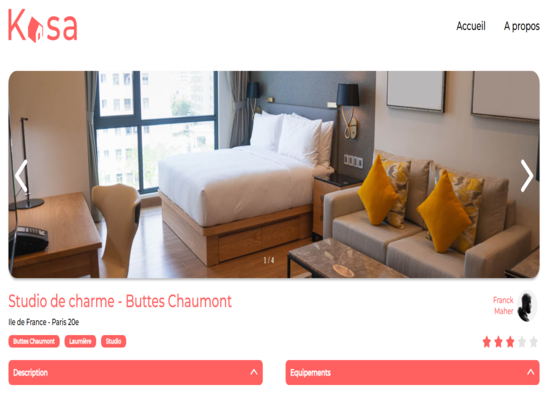 Kasa
Accueil A propos
1 / 4
Studio de charme - Buttes Chaumont
Ile de France - Paris 20e
Franck
Maher
Buttes Chaumont Laumière Studio
Description
Equipements